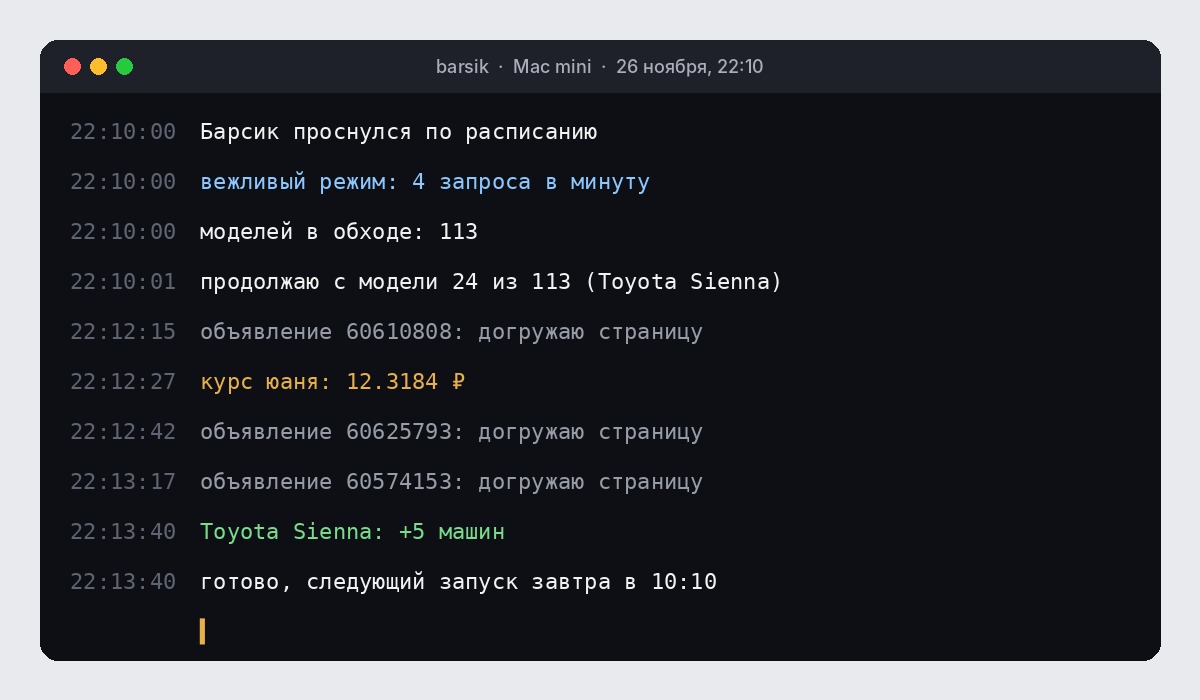 barsik · Mac mini · 26 ноября, 22:10
22:10:00 Барсик проснулся по расписанию
22:10:00 вежливый режим: 4 запроса в минуту
22:10:00 моделей в обходе: 113
22:10:01 продолжаю с модели 24 из 113 (Toyota Sienna)
22:12:15 объявление 60610808: догружаю страницу
22:12:27 курс юаня: 12.3184 ₽
22:12:42 объявление 60625793: догружаю страницу
22:13:17 объявление 60574153: догружаю страницу
22:13:40 Toyota Sienna: +5 машин
22:13:40 готово, следующий запуск завтра в 10:10